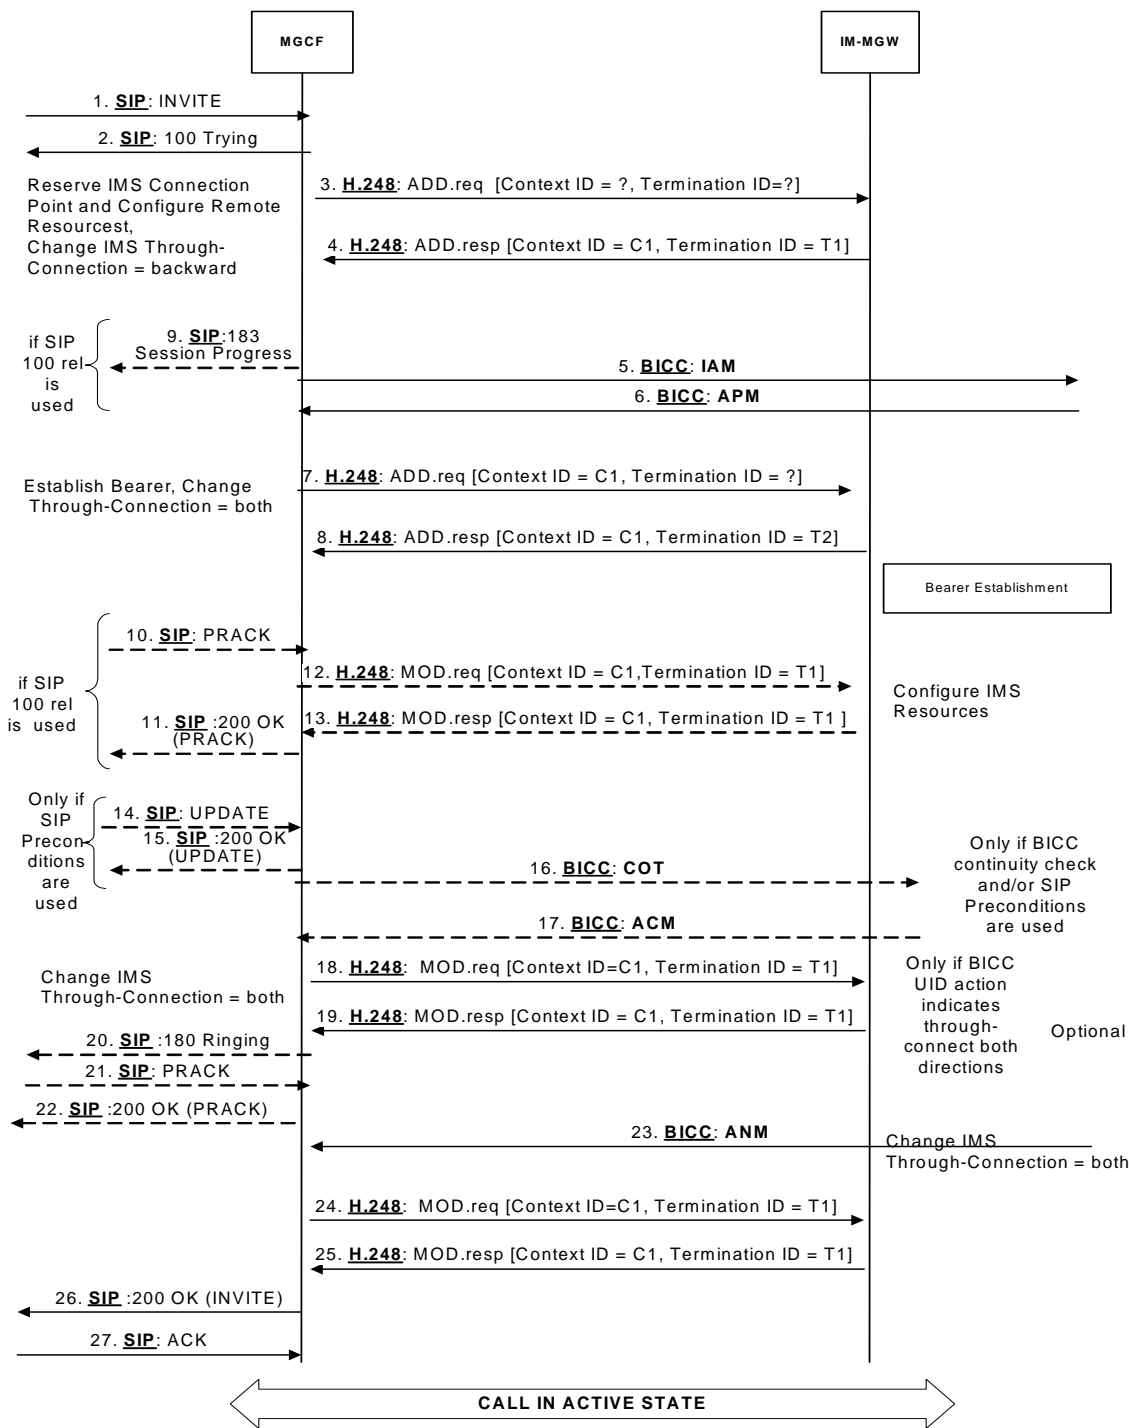 MGCF
IM-MGW
1. SIP: INVITE
2. SIP: 100 Trying
Reserve IMS Connection
Point and Configure Remote
Resourcest,
Change IMS Through-
Connection = backward
3. H.248: ADD.req [Context ID = ?, Termination ID=?]
4. H.248: ADD.resp [Context ID = C1, Termination ID = T1]
if SIP
100 rel
is
used
9. SIP:183
Session Progress
5. BICC: IAM
6. BICC: APM
Establish Bearer, Change
Through-Connection = both
7. H.248: ADD.req [Context ID = C1, Termination ID = ?]
8. H.248: ADD.resp [Context ID = C1, Termination ID = T2]
Bearer Establishment
if SIP
100 rel
is used
10. SIP: PRACK
12. H.248: MOD.req [Context ID = C1,Termination ID = T1]
11. SIP :200 OK
(PRACK)
13. H.248: MOD.resp [Context ID = C1, Termination ID = T1 ]
Configure IMS
Resources
Only if
SIP
Precon
ditions
are
used
14. SIP: UPDATE
15. SIP :200 OK
(UPDATE)
16. BICC: COT
Only if BICC
continuity check
and/or SIP
Preconditions
are used
17. BICC: ACM
Change IMS
Through-Connection = both
18. H.248: MOD.req [Context ID=C1, Termination ID = T1]
19. H.248: MOD.resp [Context ID = C1, Termination ID = T1]
Only if BICC
UID action
indicates
through-
connect both
directions
Optional
20. SIP :180 Ringing
21. SIP: PRACK
22. SIP :200 OK (PRACK)
23. BICC: ANM
Change IMS
Through-Connection = both
24. H.248: MOD.req [Context ID=C1, Termination ID = T1]
25. H.248: MOD.resp [Context ID = C1, Termination ID = T1]
26. SIP :200 OK (INVITE)
27. SIP: ACK
CALL IN ACTIVE STATE